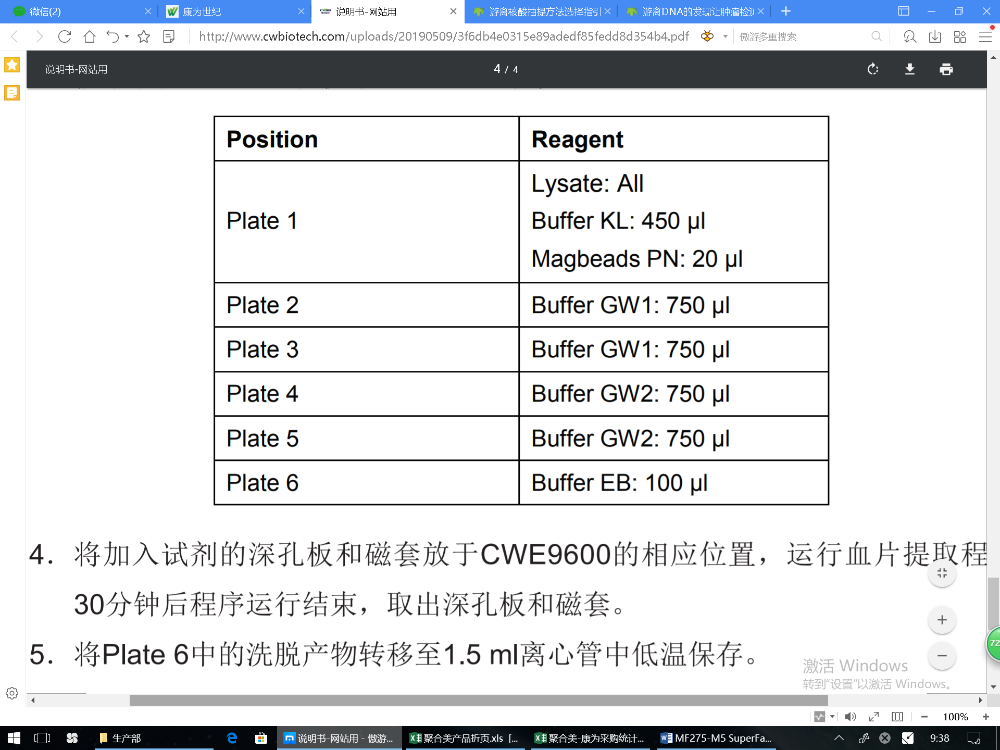 微信(2)
康为世纪
说明书-网站用
游离核酸抽提方法选择指引
游离DNA的发现让肿瘤检测
http://www.cwbiotech.com/uploads/20190509/3f6db4e0315e89adedf85fedd8d354b4.pdf
傲游多重搜索
说明书-网站用
4 / 4
Position
Reagent
Plate 1
Lysate: All
Buffer KL: 450 µl
Magbeads PN: 20 µl
Plate 2
Buffer GW1: 750 µl
Plate 3
Buffer GW1: 750 µl
Plate 4
Buffer GW2: 750 µl
Plate 5
Buffer GW2: 750 µl
Plate 6
Buffer EB: 100 µl
4. 将加入试剂的深孔板和磁套放于CWE9600的相应位置，运行血片提取程
30分钟后程序运行结束，取出深孔板和磁套。
5. 将Plate 6中的洗脱产物转移至1.5 ml离心管中低温保存。
72
激活 Windows
转到“设置”以激活 Windows。
100%
生产部
说明书-网站用 - 傲游...
聚合美产品折页.xls [...
聚合美-康为采购统计...
MF275-M5 SuperFa...
9:38